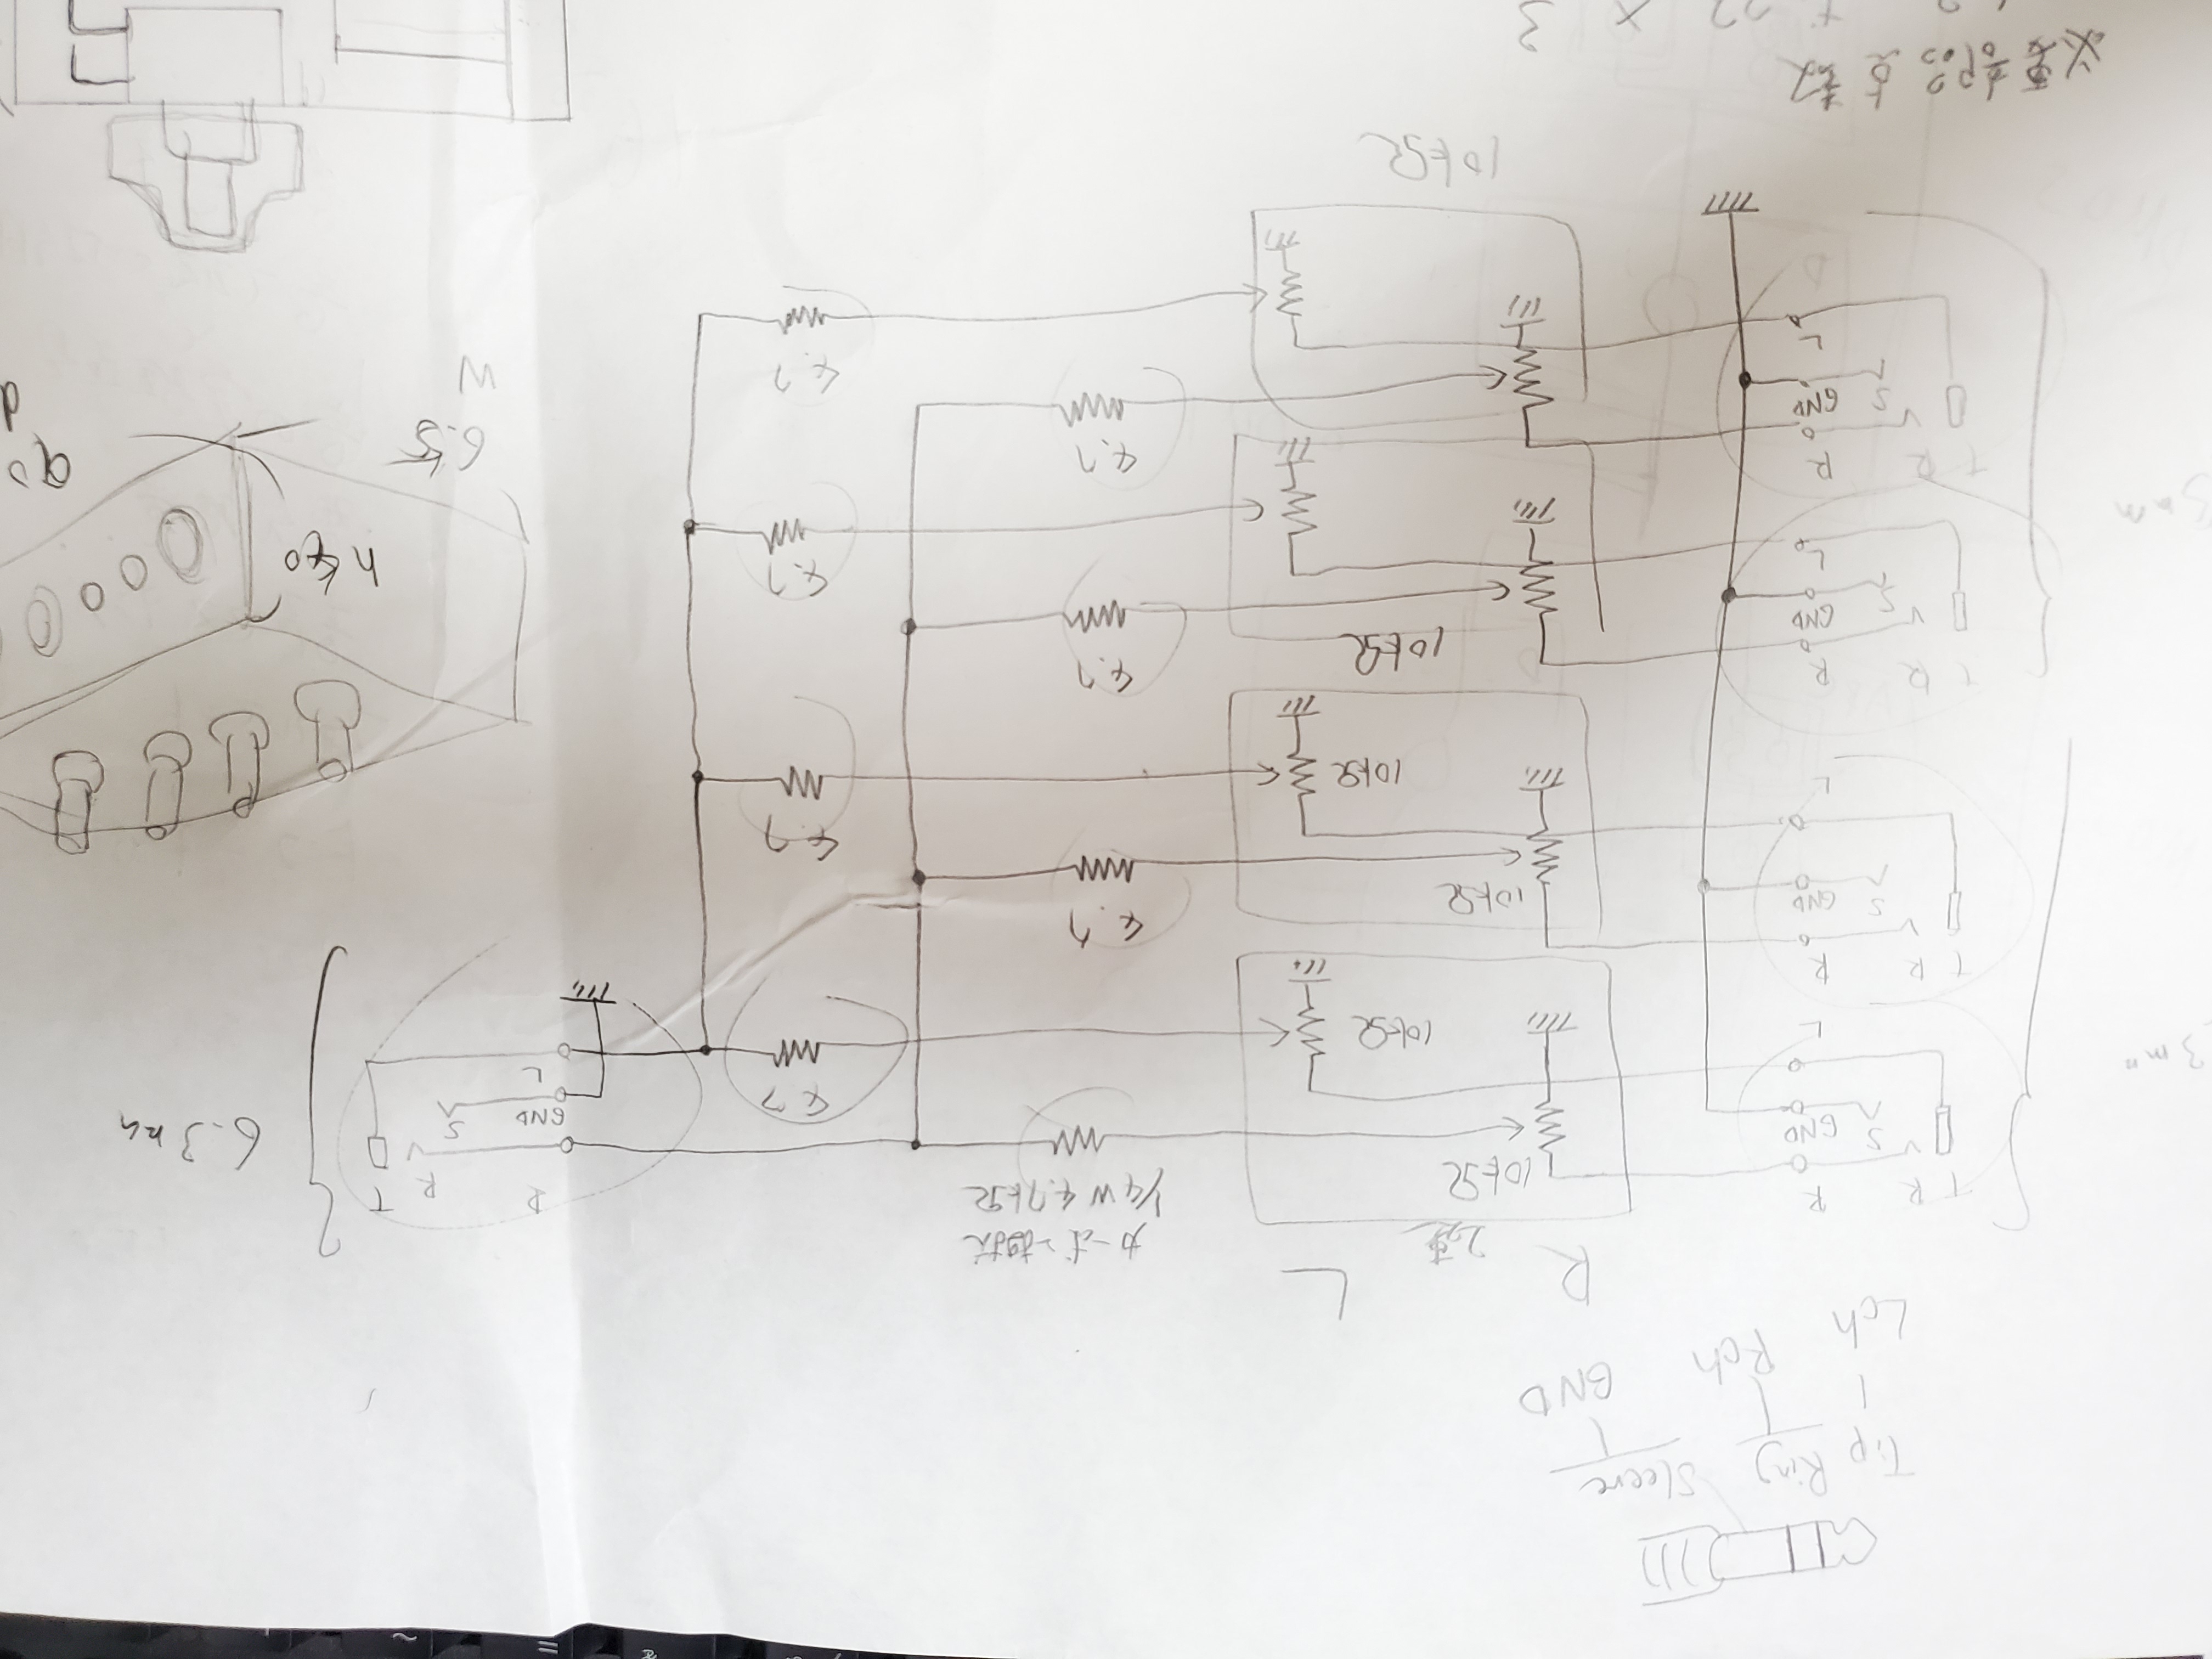 Tip Ring Sleeve
Lch Rch GND
R L
2連
カーボン抵抗
1/4W 4.7kΩ
T R R
S GND
L
10kΩ
10kΩ
R R T
GND S
L
6.3mm
3mm
4.7
T R R
S GND
L
10kΩ
10kΩ
4.7
4.7
T R R
S GND
L
10kΩ
4.7
4.7
5mm
T R R
S GND
L
4.7
4.7
10kΩ
h40
6.5
W
90
d
必要部品点数
× 3